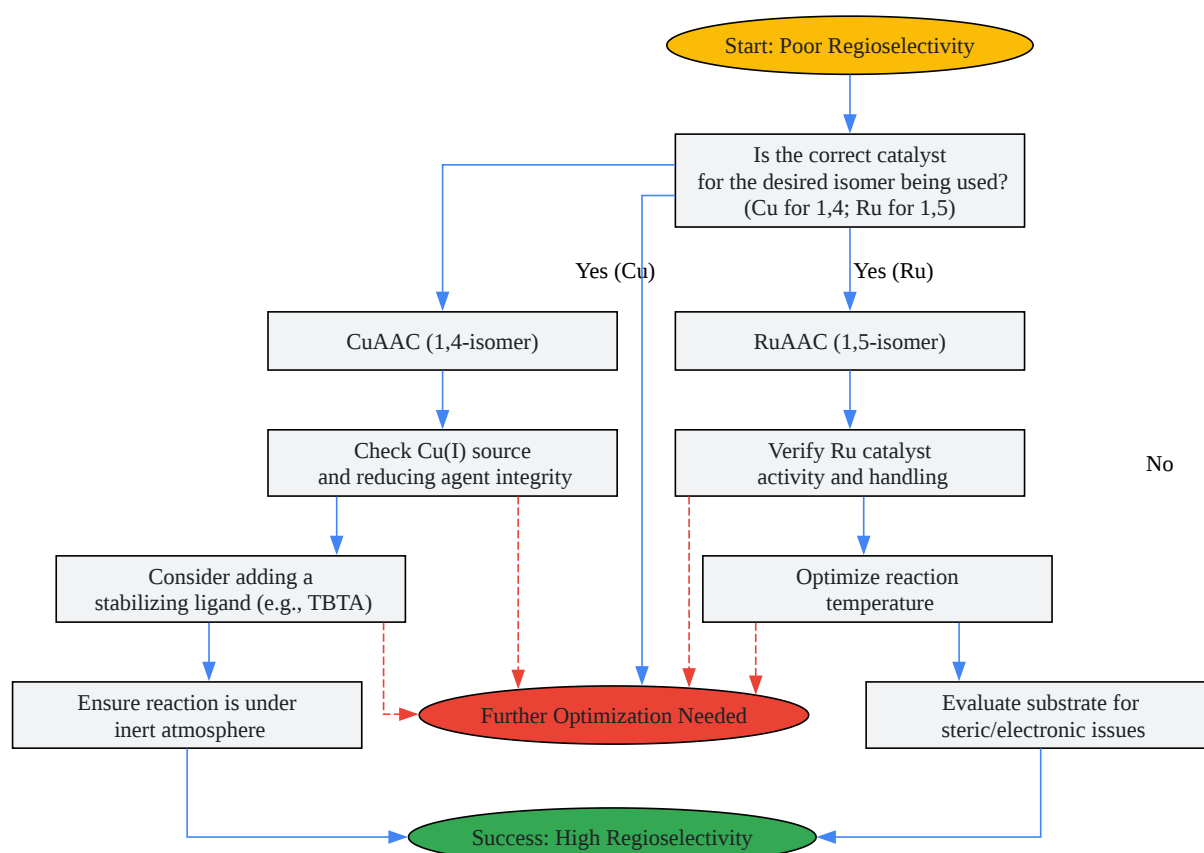 Start: Poor Regioselectivity
Is the correct catalyst
for the desired isomer being used?
(Cu for 1,4; Ru for 1,5)
Yes (Cu)
Yes (Ru)
CuAAC (1,4-isomer)
RuAAC (1,5-isomer)
Check Cu(I) source
and reducing agent integrity
Verify Ru catalyst
activity and handling
No
Consider adding a
stabilizing ligand (e.g., TBTA)
Optimize reaction
temperature
Ensure reaction is under
inert atmosphere
Further Optimization Needed
Evaluate substrate for
steric/electronic issues
Success: High Regioselectivity